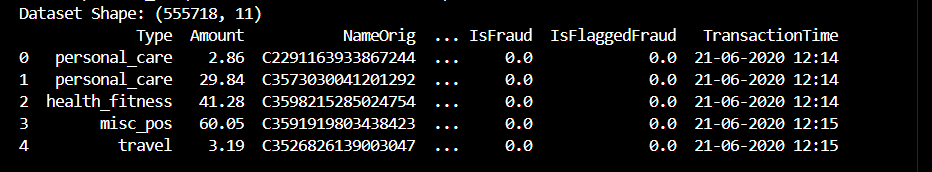 Dataset Shape: (555718, 11)
Type Amount NameOrig ... IsFraud IsFlaggedFraud TransactionTime
0 personal_care 2.86 C2291163933867244 ... 0.0 0.0 21-06-2020 12:14
1 personal_care 29.84 C3573030041201292 ... 0.0 0.0 21-06-2020 12:14
2 health_fitness 41.28 C3598215285024754 ... 0.0 0.0 21-06-2020 12:14
3 misc_pos 60.05 C3591919803438423 ... 0.0 0.0 21-06-2020 12:15
4 travel 3.19 C3526826139003047 ... 0.0 0.0 21-06-2020 12:15